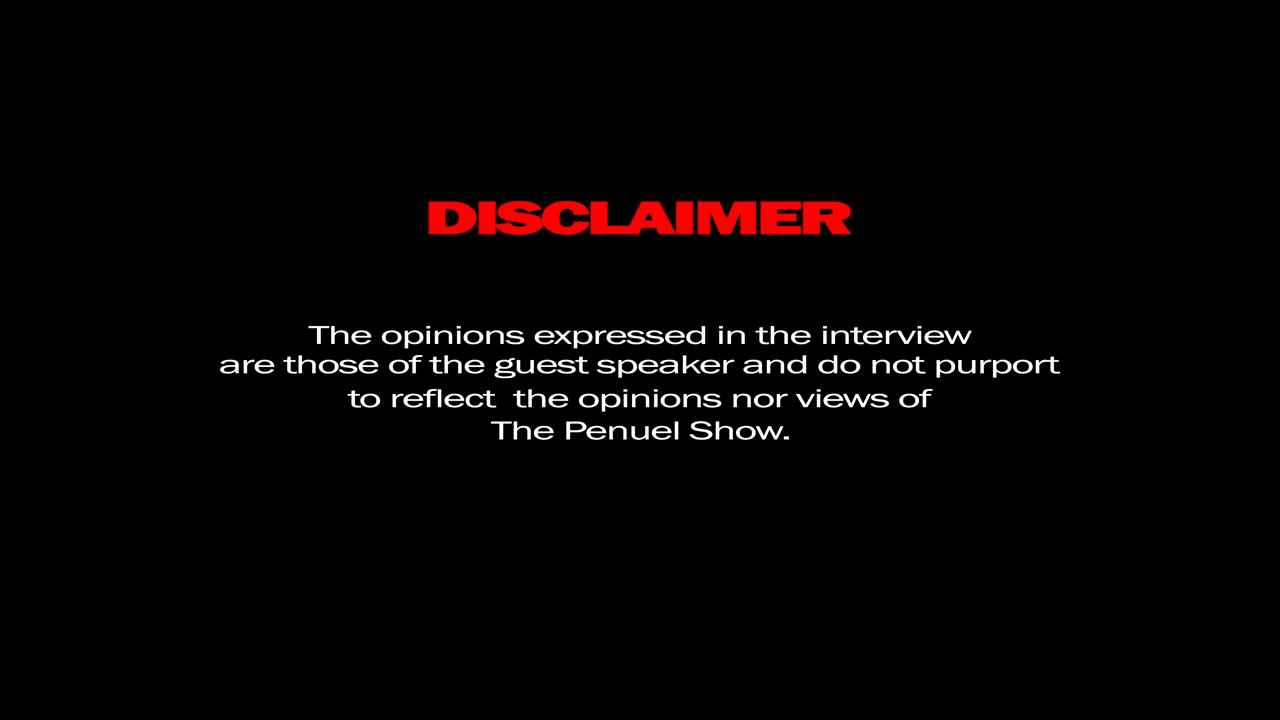 DISCLAIMER
The opinions expressed in the interview
are those of the guest speaker and do not purport
to reflect  the opinions nor views of
The Penuel Show.